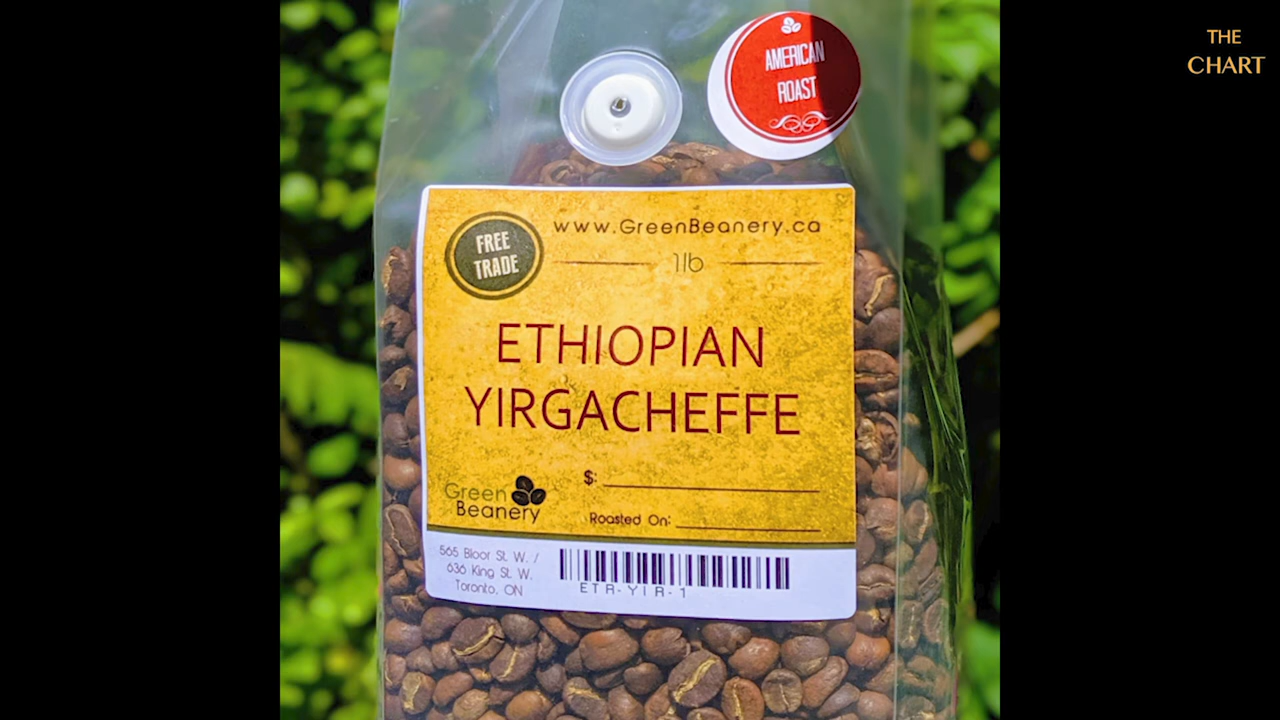 THE
CHART
AMERICAN
ROAST
FREE
TRADE
www.GreenBeanery.ca
1lb
ETHIOPIAN
YIRGACHEFFE
$:
Green
Beanery
Roasted On:
565 Bloor St. W. /
636 King St. W.
Toronto, ON
ETR-YIR-1